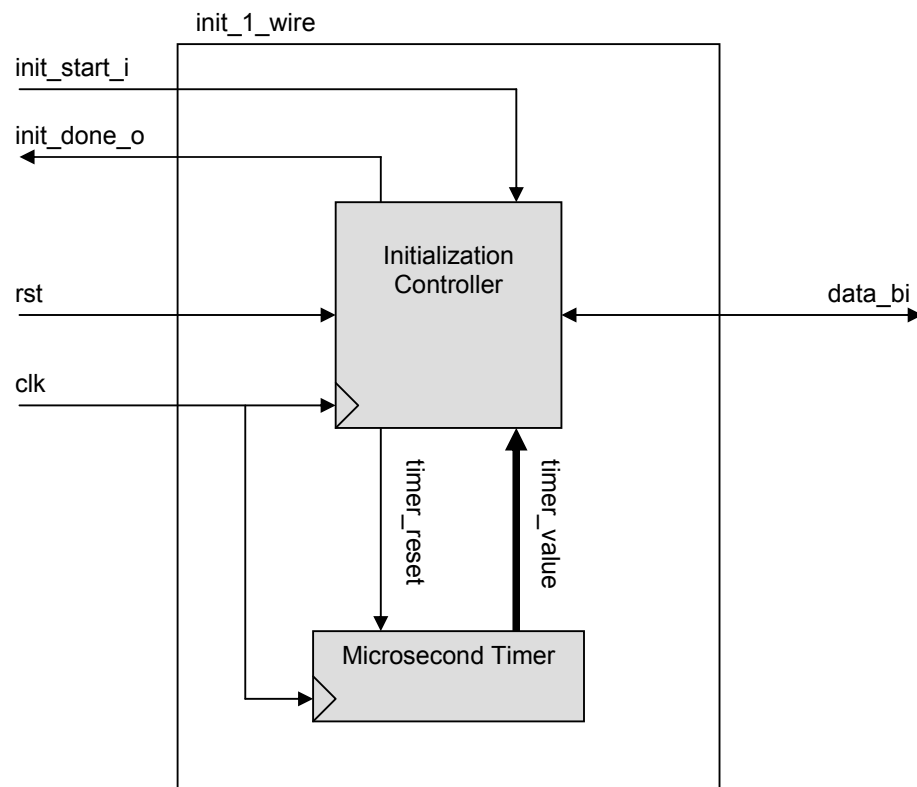 init_1_wire
init_start_i
init_done_o
Initialization
Controller
rst
data_bi
clk
timer_reset
timer_value
Microsecond Timer